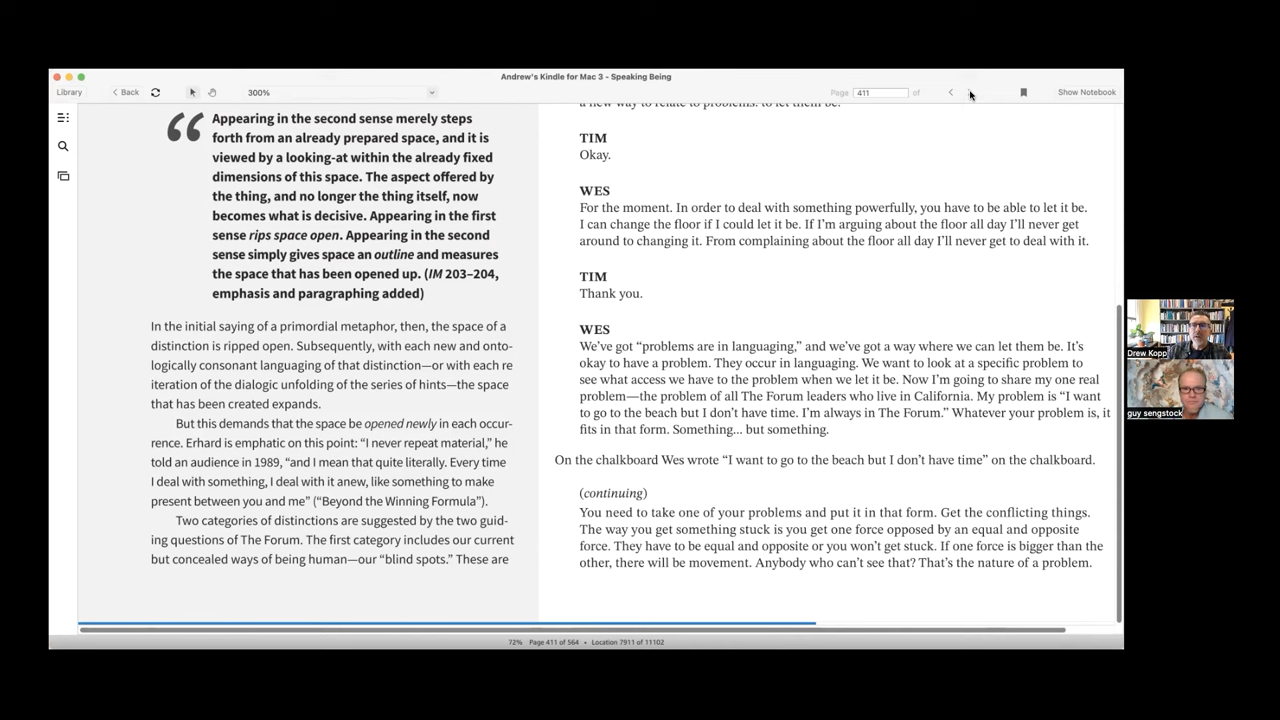 Andrew's Kindle for Mac 3 - Speaking Being
Library
Back
300%
Page
411
of
Show Notebook
“
Appearing in the second sense merely steps
forth from an already prepared space, and it is
viewed by a looking-at within the already fixed
dimensions of this space. The aspect offered by
the thing, and no longer the thing itself, now
becomes what is decisive. Appearing in the first
sense rips space open. Appearing in the second
sense simply gives space an outline and measures
the space that has been opened up. (IM 203–204,
emphasis and paragraphing added)
In the initial saying of a primordial metaphor, then, the space of a
distinction is ripped open. Subsequently, with each new and onto-
logically consonant languaging of that distinction—or with each re
iteration of the dialogic unfolding of the series of hints—the space
that has been created expands.
But this demands that the space be opened newly in each occur-
rence. Erhard is emphatic on this point: “I never repeat material,” he
told an audience in 1989, “and I mean that quite literally. Every time
I deal with something, I deal with it anew, like something to make
present between you and me” (“Beyond the Winning Formula”).
Two categories of distinctions are suggested by the two guid-
ing questions of The Forum. The first category includes our current
but concealed ways of being human—our “blind spots.” These are
a new way to relate to problems: to let them be.
TIM
Okay.
WES
For the moment. In order to deal with something powerfully, you have to be able to let it be.
I can change the floor if I could let it be. If I’m arguing about the floor all day I’ll never get
around to changing it. From complaining about the floor all day I’ll never get to deal with it.
TIM
Thank you.
WES
We’ve got “problems are in languaging,” and we’ve got a way where we can let them be. It’s
okay to have a problem. They occur in languaging. We want to look at a specific problem to
see what access we have to the problem when we let it be. Now I’m going to share my one real
problem—the problem of all The Forum leaders who live in California. My problem is “I want
to go to the beach but I don’t have time. I’m always in The Forum.” Whatever your problem is, it
fits in that form. Something... but something.
On the chalkboard Wes wrote “I want to go to the beach but I don’t have time” on the chalkboard.
(continuing)
You need to take one of your problems and put it in that form. Get the conflicting things.
The way you get something stuck is you get one force opposed by an equal and opposite
force. They have to be equal and opposite or you won’t get stuck. If one force is bigger than the
other, there will be movement. Anybody who can’t see that? That’s the nature of a problem.
72% Page 411 of 564 • Location 7911 of 11102
Drew Kopp
guy sengstock